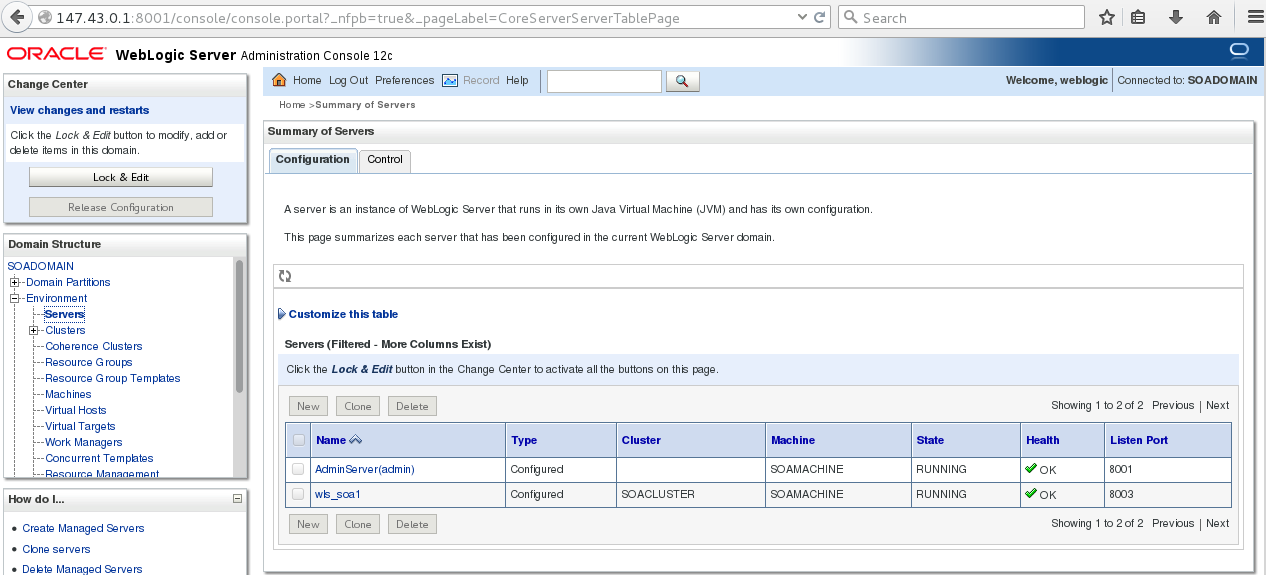 147.43.0.1:8001/console/console.portal?_nfpb=true&_pageLabel=CoreServerServerTablePage
Search
ORACLE WebLogic Server Administration Console 12c
Change Center
View changes and restarts
Click the Lock & Edit button to modify, add or
delete items in this domain.
Lock & Edit
Release Configuration
Domain Structure
SOADOMAIN
Domain Partitions
Environment
Servers
Clusters
Coherence Clusters
Resource Groups
Resource Group Templates
Machines
Virtual Hosts
Virtual Targets
Work Managers
Concurrent Templates
Resource Management
How do I...
Create Managed Servers
Clone servers
Delete Managed Servers
Home Log Out Preferences Record Help
Welcome, weblogic Connected to: SOADOMAIN
Home >Summary of Servers
Summary of Servers
Configuration Control
A server is an instance of WebLogic Server that runs in its own Java Virtual Machine (JVM) and has its own configuration.
This page summarizes each server that has been configured in the current WebLogic Server domain.
Customize this table
Servers (Filtered - More Columns Exist)
Click the Lock & Edit button in the Change Center to activate all the buttons on this page.
New Clone Delete Showing 1 to 2 of 2 Previous | Next
Name Type Cluster Machine State Health Listen Port
AdminServer(admin) Configured SOAMACHINE RUNNING OK 8001
wls_soa1 Configured SOACLUSTER SOAMACHINE RUNNING OK 8003
New Clone Delete Showing 1 to 2 of 2 Previous | Next